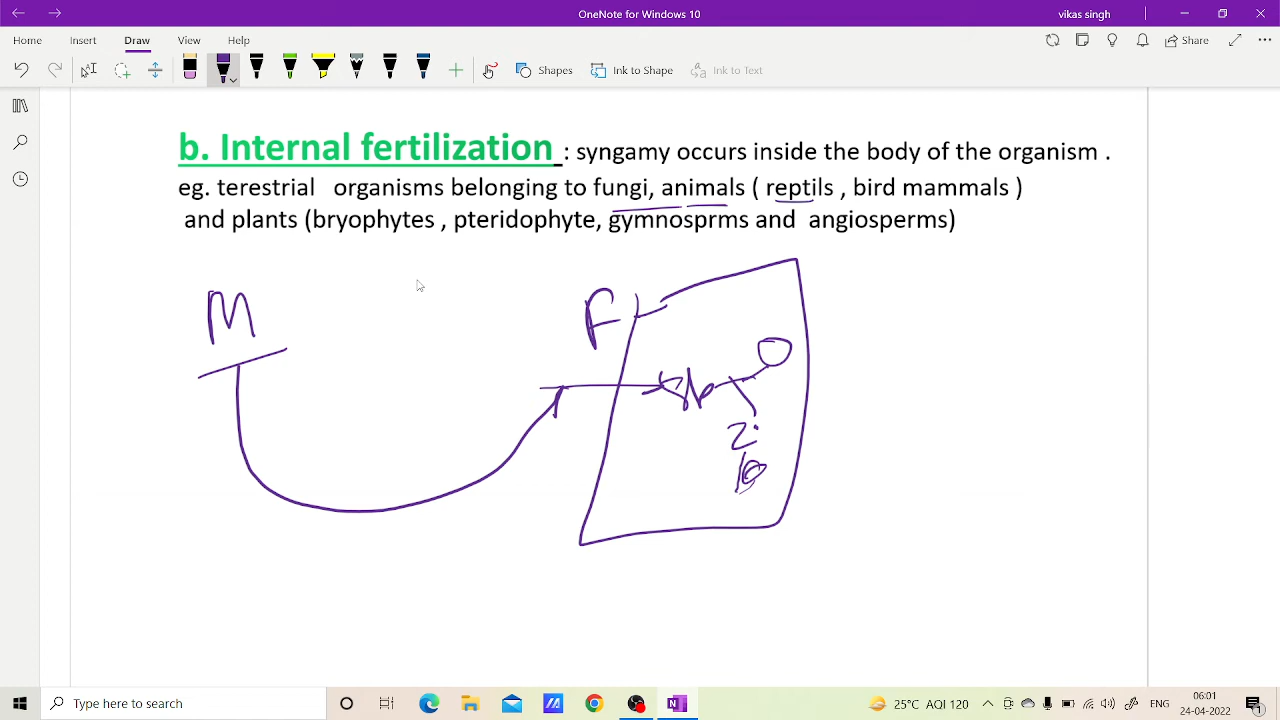 OneNote for Windows 10
vikas singh
Home Insert Draw View Help
Share
Shapes
Ink to Shape
Ink to Text
b. Internal fertilization : syngamy occurs inside the body of the organism .
eg. terestrial organisms belonging to fungi, animals ( reptils , bird mammals )
and plants (bryophytes , pteridophyte, gymnosprms and angiosperms)
M
F
Type here to search
25°C AQI 120
ENG
06:01
24-04-2022